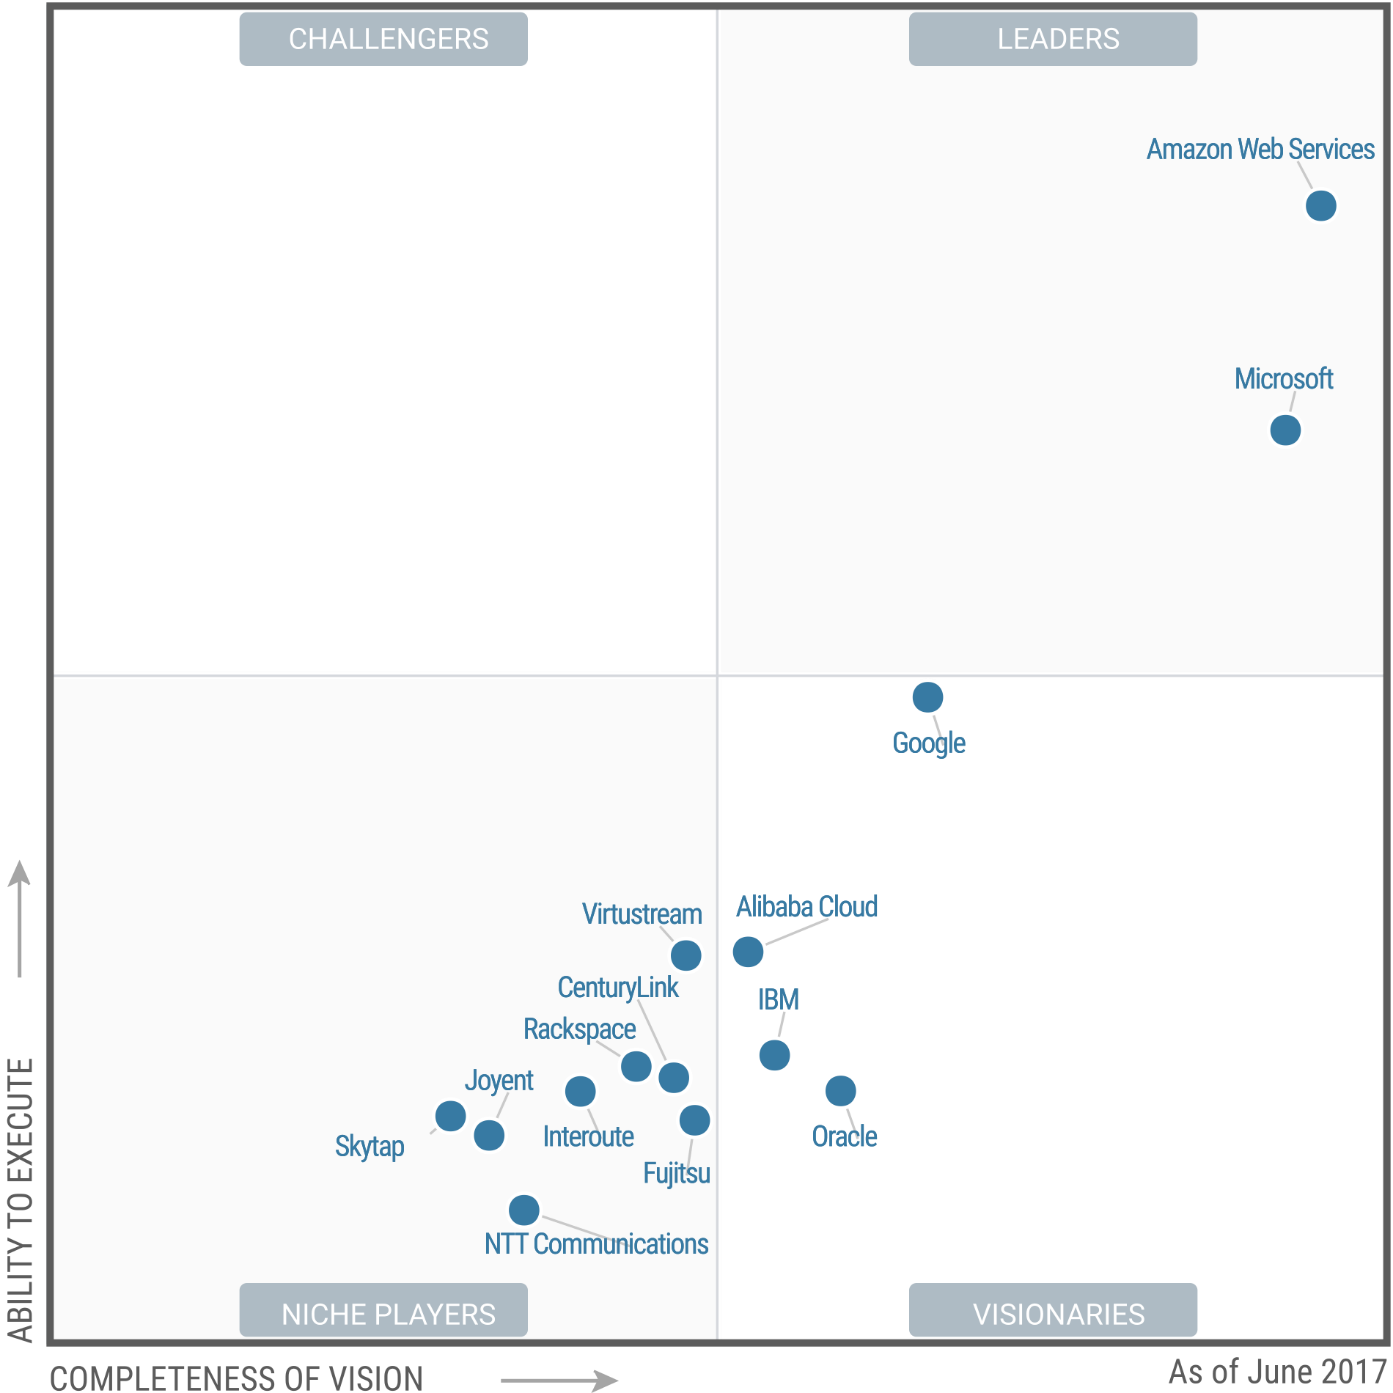 CHALLENGERS
LEADERS
Amazon Web Services
Microsoft
Google
Virtustream
Alibaba Cloud
CenturyLink
IBM
Rackspace
Joyent
Skytap
Interoute
Oracle
Fujitsu
NTT Communications
NICHE PLAYERS
VISIONARIES
ABILITY TO EXECUTE
COMPLETENESS OF VISION
As of June 2017